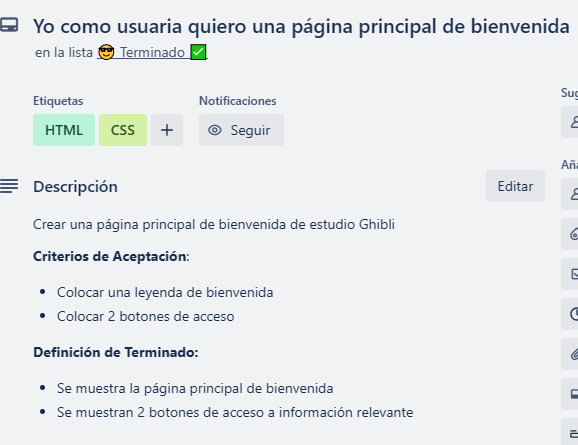 Yo como usuaria quiero una página principal de bienvenida
en la lista 😎 Terminado ✅
Sug
Etiquetas
Notificaciones
HTML
CSS
+
Seguir
Aña
Descripción
Editar
Crear una página principal de bienvenida de estudio Ghibli
Criterios de Aceptación:
• Colocar una leyenda de bienvenida
• Colocar 2 botones de acceso
Definición de Terminado:
• Se muestra la página principal de bienvenida
• Se muestran 2 botones de acceso a información relevante